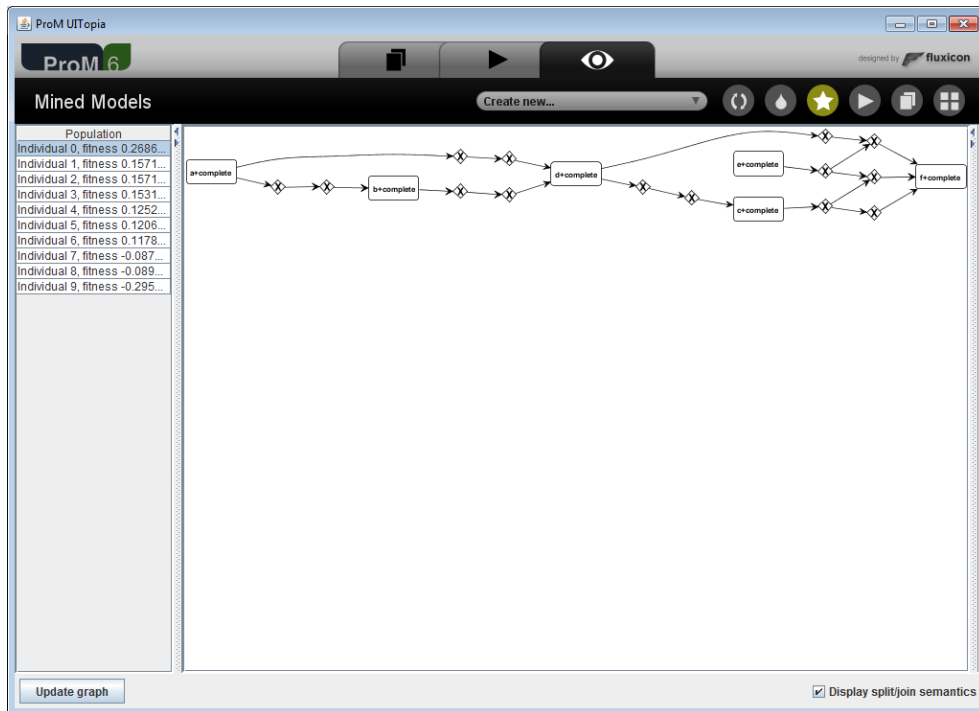 ProM UITopia
ProM 6
designed by fluxicon
Mined Models
Create new...
Population
Individual 0, fitness 0.2686...
Individual 1, fitness 0.1571...
Individual 2, fitness 0.1571...
Individual 3, fitness 0.1531...
Individual 4, fitness 0.1252...
Individual 5, fitness 0.1206...
Individual 6, fitness 0.1178...
Individual 7, fitness -0.087...
Individual 8, fitness -0.089...
Individual 9, fitness -0.295...
a+complete
b+complete
d+complete
e+complete
c+complete
f+complete
X X X X X X X X X X X X X X X
Update graph
Display split/join semantics